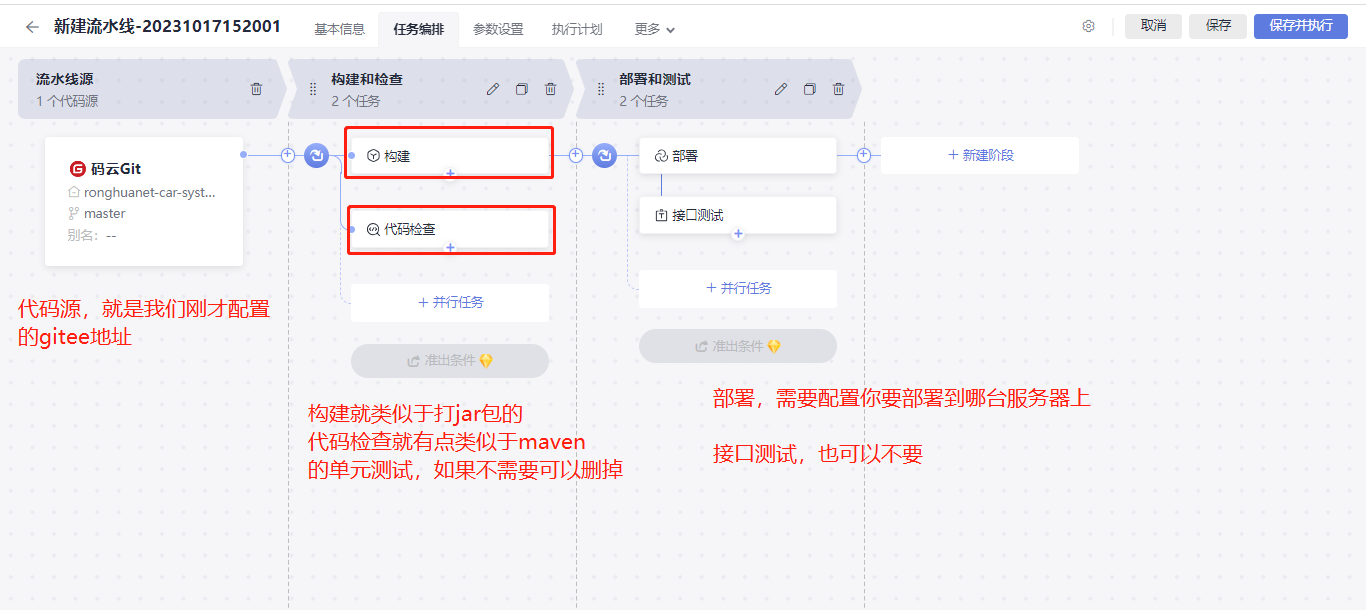 新建流水线-20231017152001
基本信息
任务编排
参数设置
执行计划
更多
取消
保存
保存并执行
流水线源
1 个代码源
构建和检查
2 个任务
部署和测试
2 个任务
码云Git
ronghuanet-car-syst...
master
别名：--
构建
代码检查
+ 并行任务
准出条件
部署
接口测试
+ 并行任务
准出条件
+ 新建阶段
代码源，就是我们刚才配置
的gitee地址
构建就类似于打jar包的
代码检查就有点类似于maven
的单元测试，如果不需要可以删掉
部署，需要配置你要部署到哪台服务器上
接口测试，也可以不要